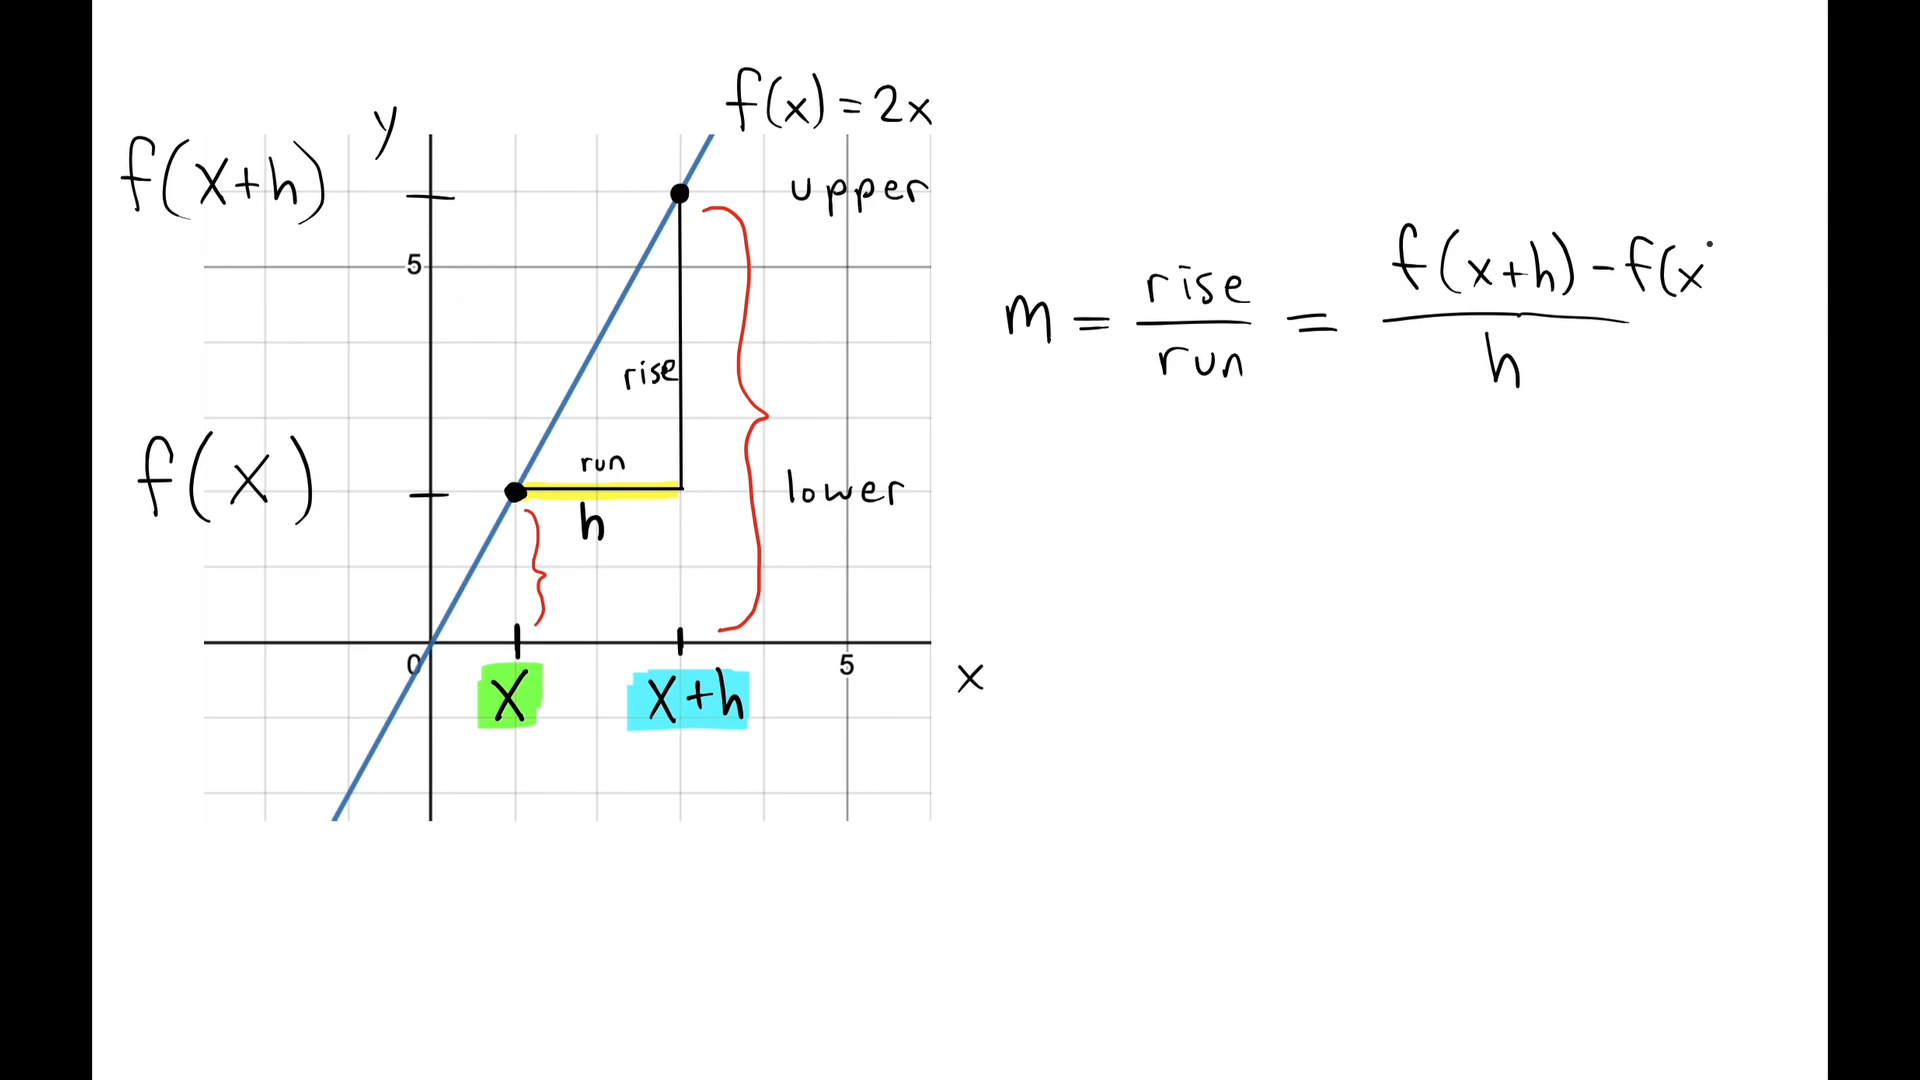 f(x)=2x
y
f(x+h)
upper
5
rise
run
f(x)
lower
h
0
5
x
x+h
x
m = rise/run = f(x+h)-f(x/h